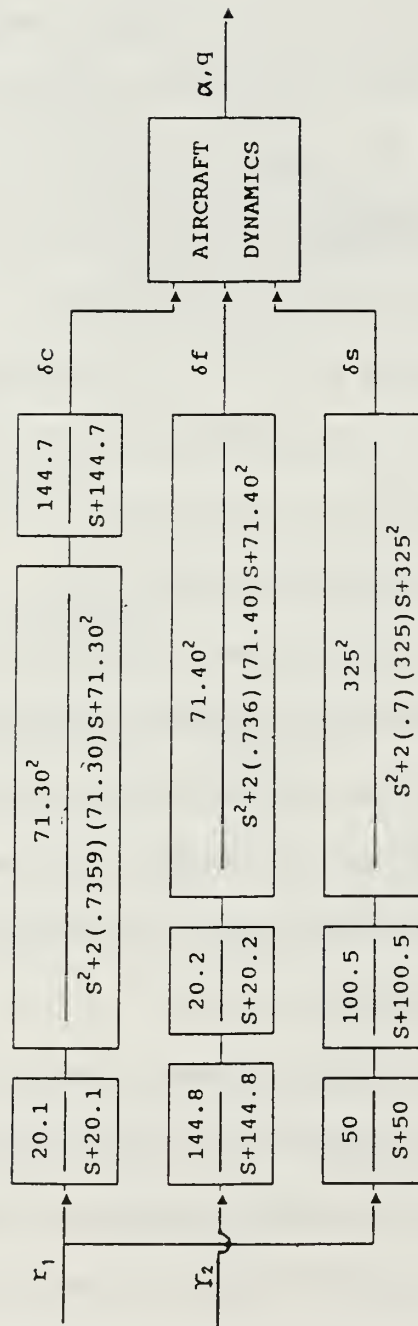 r₁
20.1
S+20.1
71.30²
S²+2(.7359)(71.30)S+71.30²
144.7
S+144.7
δc
r₂
144.8
S+144.8
20.2
S+20.2
71.40²
S²+2(.736)(71.40)S+71.40²
δf
50
S+50
100.5
S+100.5
325²
S²+2(.7)(325)S+325²
δs
AIRCRAFT
DYNAMICS
α,q